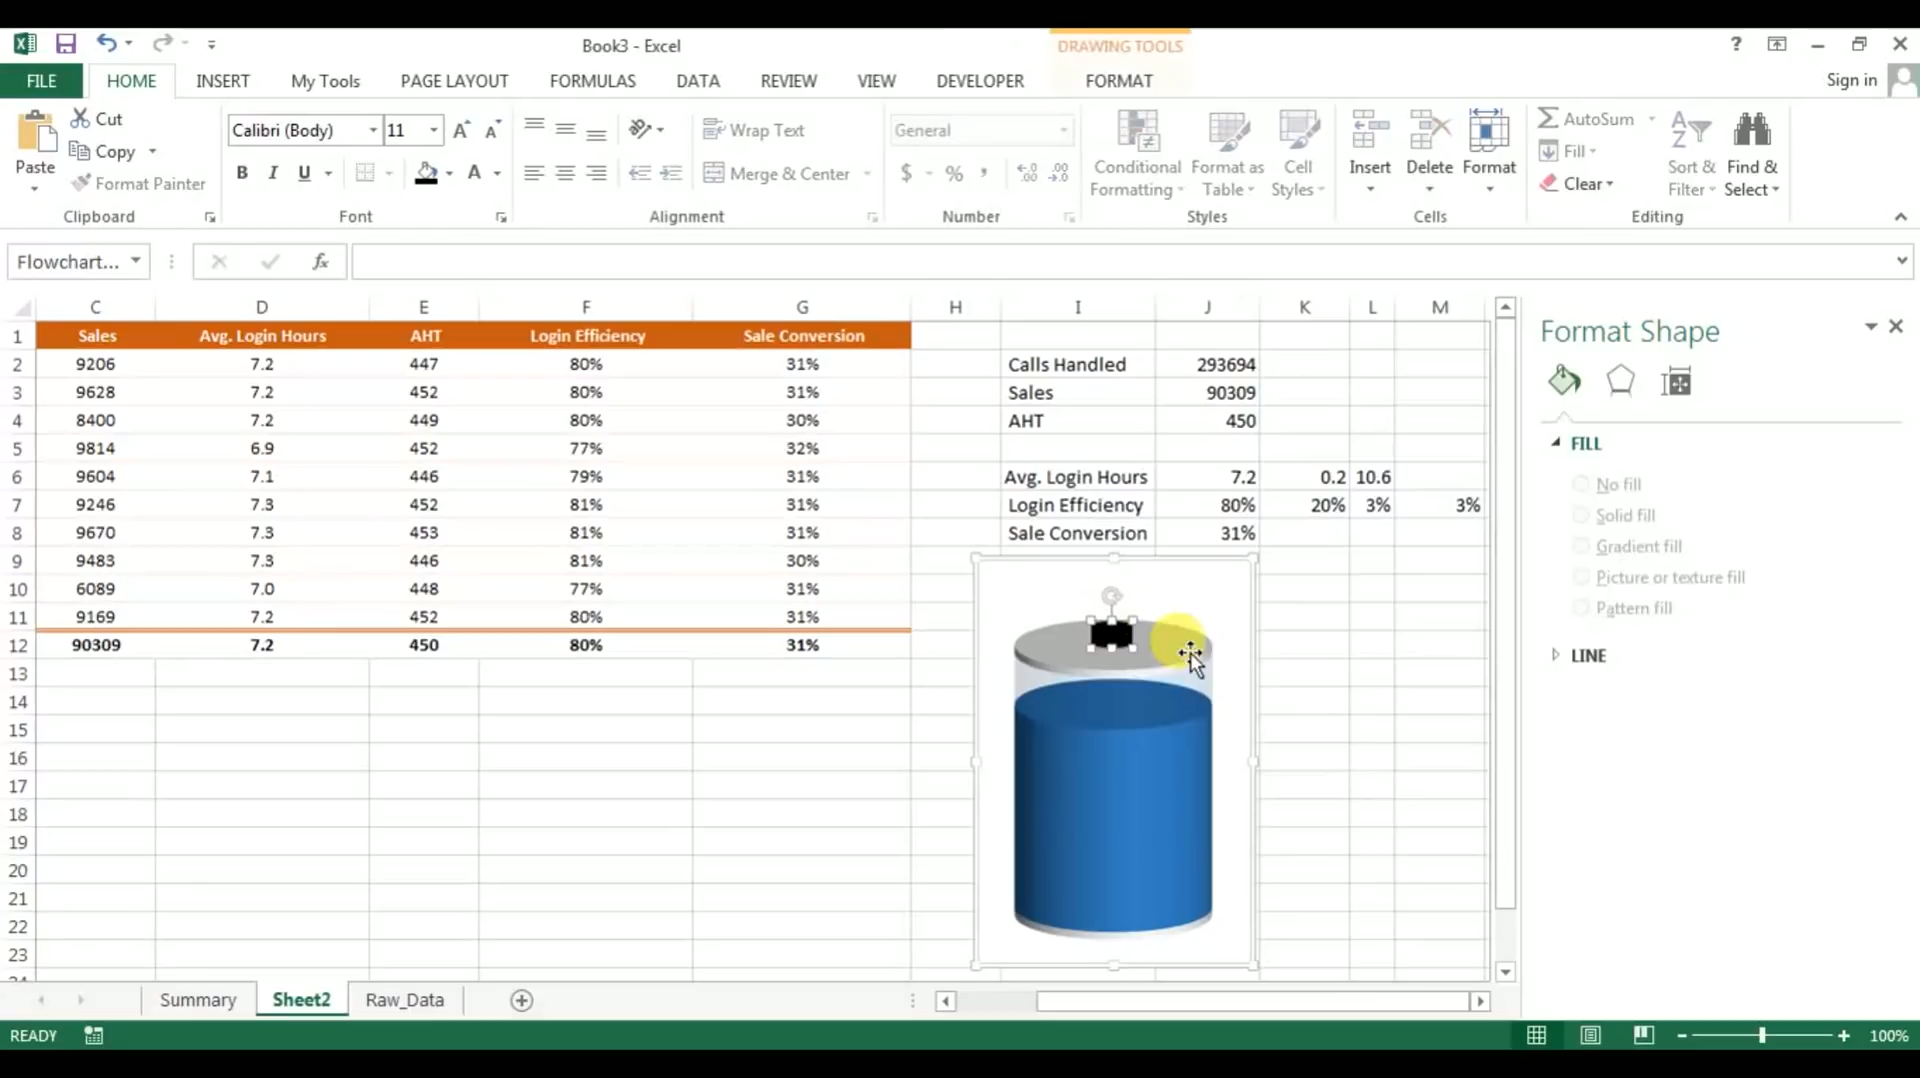 Book3 - Excel
DRAWING TOOLS
?
FILE HOME INSERT My Tools PAGE LAYOUT FORMULAS DATA REVIEW VIEW DEVELOPER FORMAT Sign in
Paste
Cut
Copy
Format Painter
Clipboard
Calibri (Body) 11
B I U
Font
Wrap Text
Merge & Center
Alignment
General
$ % ,
Number
Conditional Formatting
Format as Table
Cell Styles
Styles
Insert
Delete
Format
Cells
AutoSum
Fill
Clear
Sort & Filter
Find & Select
Editing
Flowchart... fx
C D E F G H I J K L M
1 Sales Avg. Login Hours AHT Login Efficiency Sale Conversion
2 9206 7.2 447 80% 31% Calls Handled 293694
3 9628 7.2 452 80% 31% Sales 90309
4 8400 7.2 449 80% 30% AHT 450
5 9814 6.9 452 77% 32%
6 9604 7.1 446 79% 31% Avg. Login Hours 7.2 0.2 10.6
7 9246 7.3 452 81% 31% Login Efficiency 80% 20% 3% 3%
8 9670 7.3 453 81% 31% Sale Conversion 31%
9 9483 7.3 446 81% 30%
10 6089 7.0 448 77% 31%
11 9169 7.2 452 80% 31%
12 90309 7.2 450 80% 31%
13
14
15
16
17
18
19
20
21
22
23
Format Shape
FILL
No fill
Solid fill
Gradient fill
Picture or texture fill
Pattern fill
LINE
Summary Sheet2 Raw_Data
READY 100%